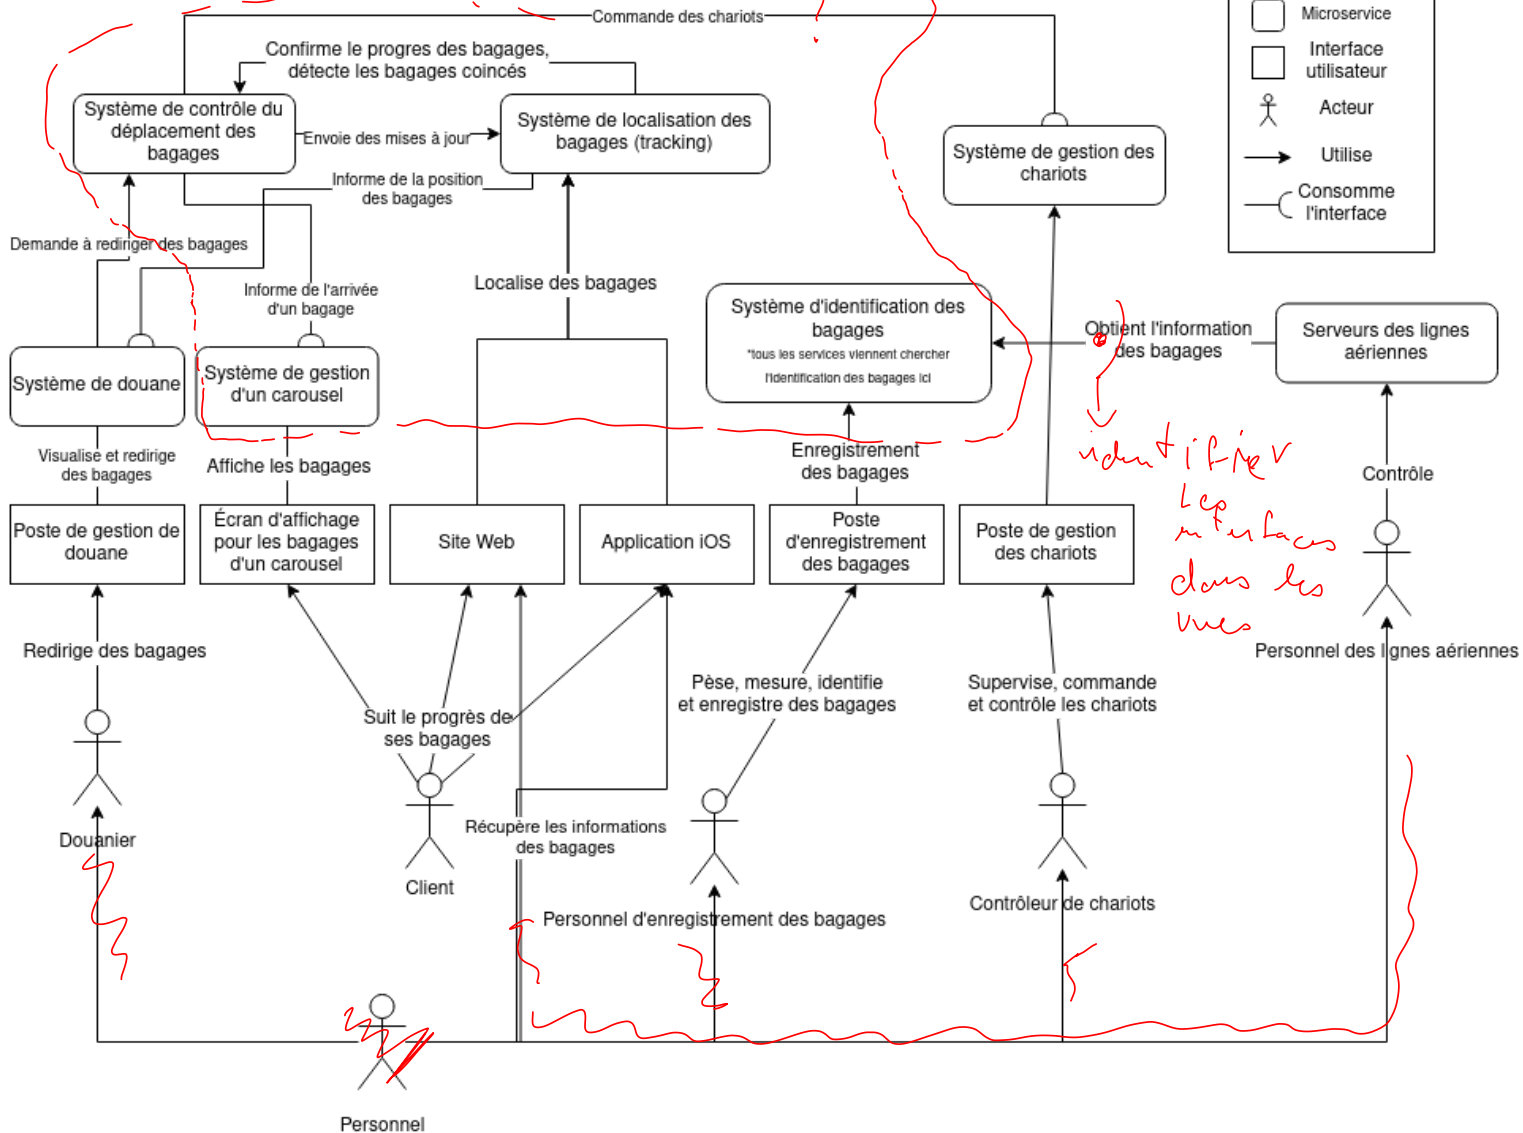 Commande des chariots
Microservice
Interface
utilisateur
Acteur
Utilise
Consomme
l'interface
Confirme le progres des bagages,
détecte les bagages coincés
Système de contrôle du
déplacement des
bagages
Envoie des mises à jour
Système de localisation des
bagages (tracking)
Système de gestion des
chariots
Informe de la position
des bagages
Demande à rediriger des bagages
Informe de l'arrivée
d'un bagage
Localise des bagages
Système d'identification des
bagages
*tous les services viennent chercher
l'identification des bagages ici
Obtient l'information
des bagages
Serveurs des lignes
aériennes
Système de douane
Système de gestion
d'un carousel
Visualise et redirige
des bagages
Affiche les bagages
Enregistrement
des bagages
identifier
les
interfaces
dans les
vues
Contrôle
Poste de gestion de
douane
Écran d'affichage
pour les bagages
d'un carousel
Site Web
Application iOS
Poste
d'enregistrement
des bagages
Poste de gestion
des chariots
Redirige des bagages
Personnel des lignes aériennes
Suit le progrès de
ses bagages
Pèse, mesure, identifie
et enregistre des bagages
Supervise, commande
et contrôle les chariots
Douanier
Récupère les informations
des bagages
Client
Personnel d'enregistrement des bagages
Contrôleur de chariots
Personnel